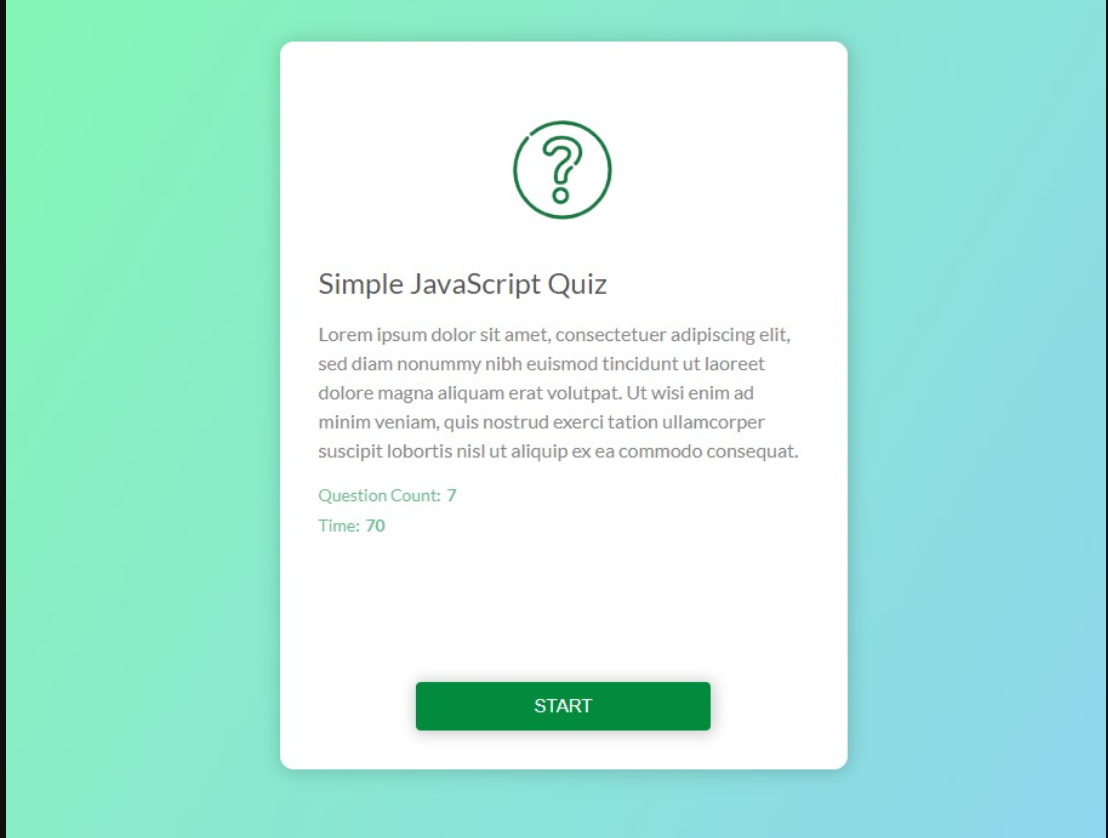 Simple JavaScript Quiz
Lorem ipsum dolor sit amet, consectetuer adipiscing elit,
sed diam nonummy nibh euismod tincidunt ut laoreet
dolore magna aliquam erat volutpat. Ut wisi enim ad
minim veniam, quis nostrud exerci tation ullamcorper
suscipit lobortis nisl ut aliquip ex ea commodo consequat.
Question Count: 7
Time: 70
START